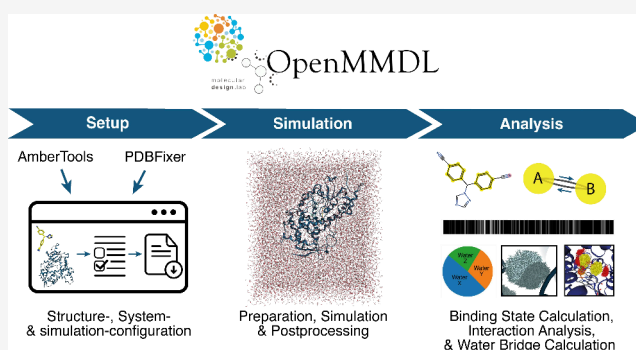 OpenMMDL
molecular
design.lab
Setup
Simulation
Analysis
AmberTools
PDBFixer
A
B
Water
Z
Water
Y
Water
X
Structure-, System-
& simulation-configuration
Preparation, Simulation
& Postprocessing
Binding State Calculation,
Interaction Analysis,
& Water Bridge Calculation